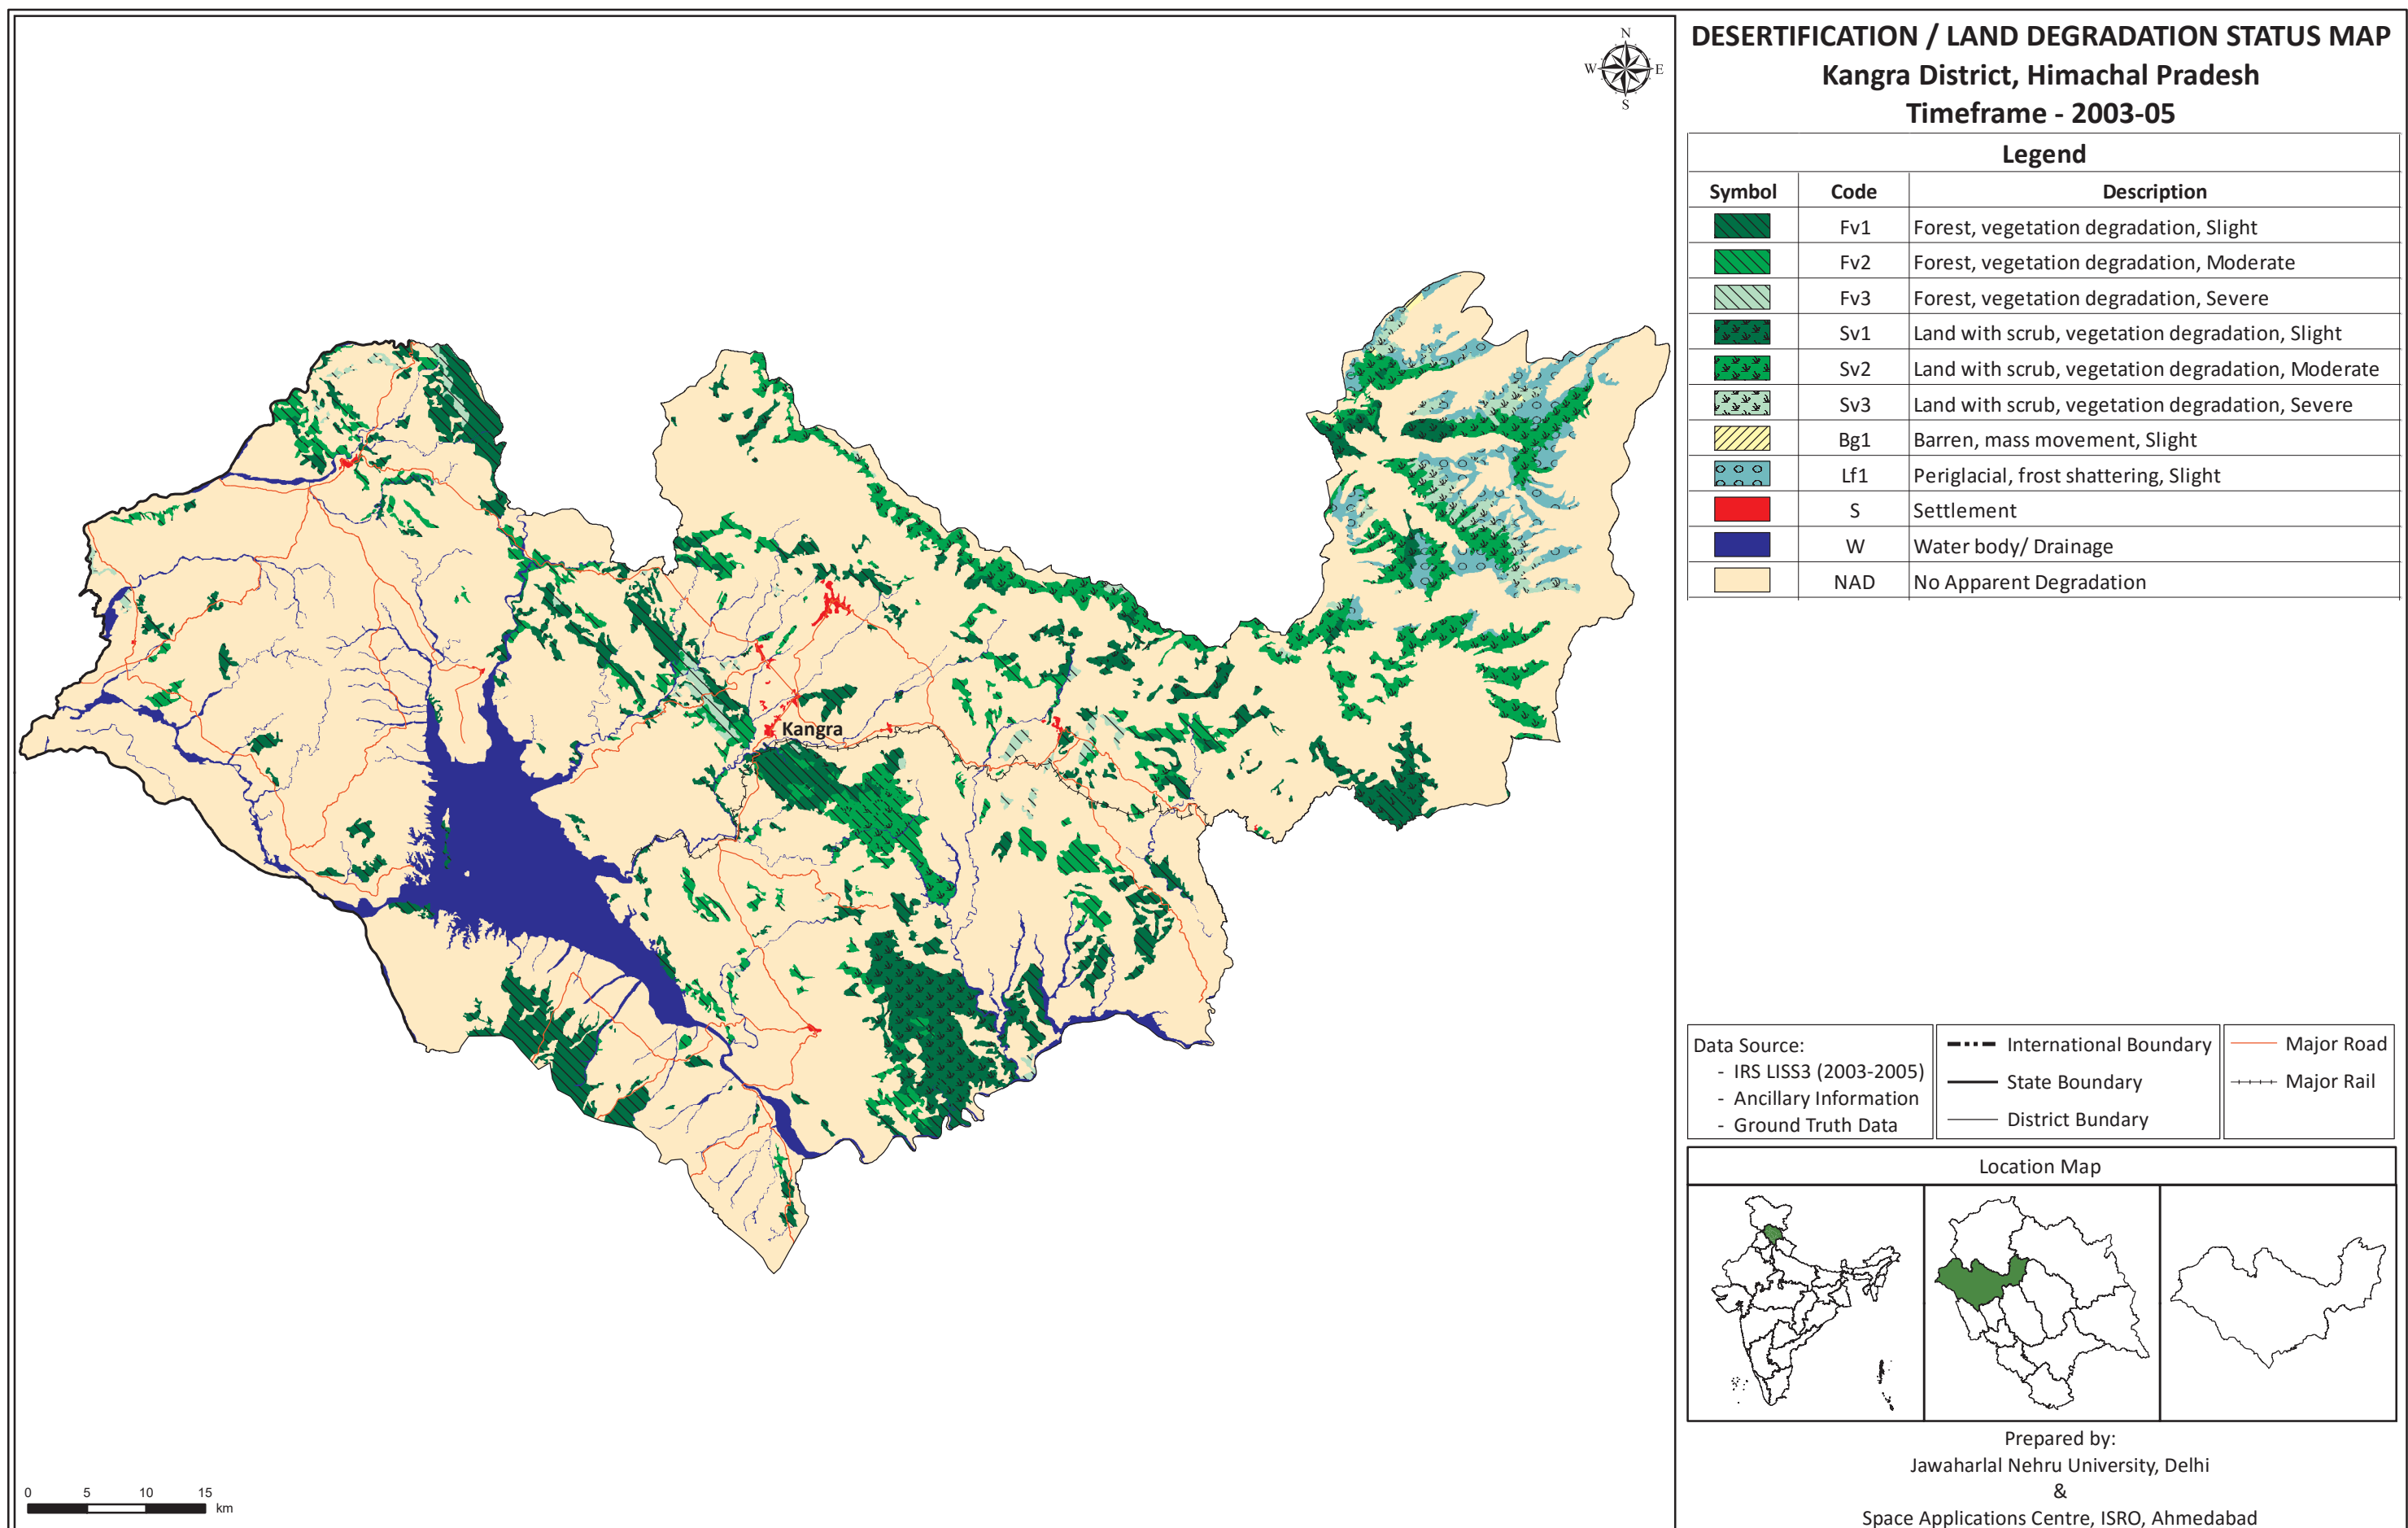 N
W E
S
Kangra
0 5 10 15
km
DESERTIFICATION / LAND DEGRADATION STATUS MAP
Kangra District, Himachal Pradesh
Timeframe - 2003-05
Legend
Symbol Code Description
Fv1 Forest, vegetation degradation, Slight
Fv2 Forest, vegetation degradation, Moderate
Fv3 Forest, vegetation degradation, Severe
Sv1 Land with scrub, vegetation degradation, Slight
Sv2 Land with scrub, vegetation degradation, Moderate
Sv3 Land with scrub, vegetation degradation, Severe
Bg1 Barren, mass movement, Slight
Lf1 Periglacial, frost shattering, Slight
S Settlement
W Water body/ Drainage
NAD No Apparent Degradation
Data Source:
- IRS LISS3 (2003-2005)
- Ancillary Information
- Ground Truth Data
International Boundary
State Boundary
District Bundary
Major Road
Major Rail
Location Map
Prepared by:
Jawaharlal Nehru University, Delhi
&
Space Applications Centre, ISRO, Ahmedabad